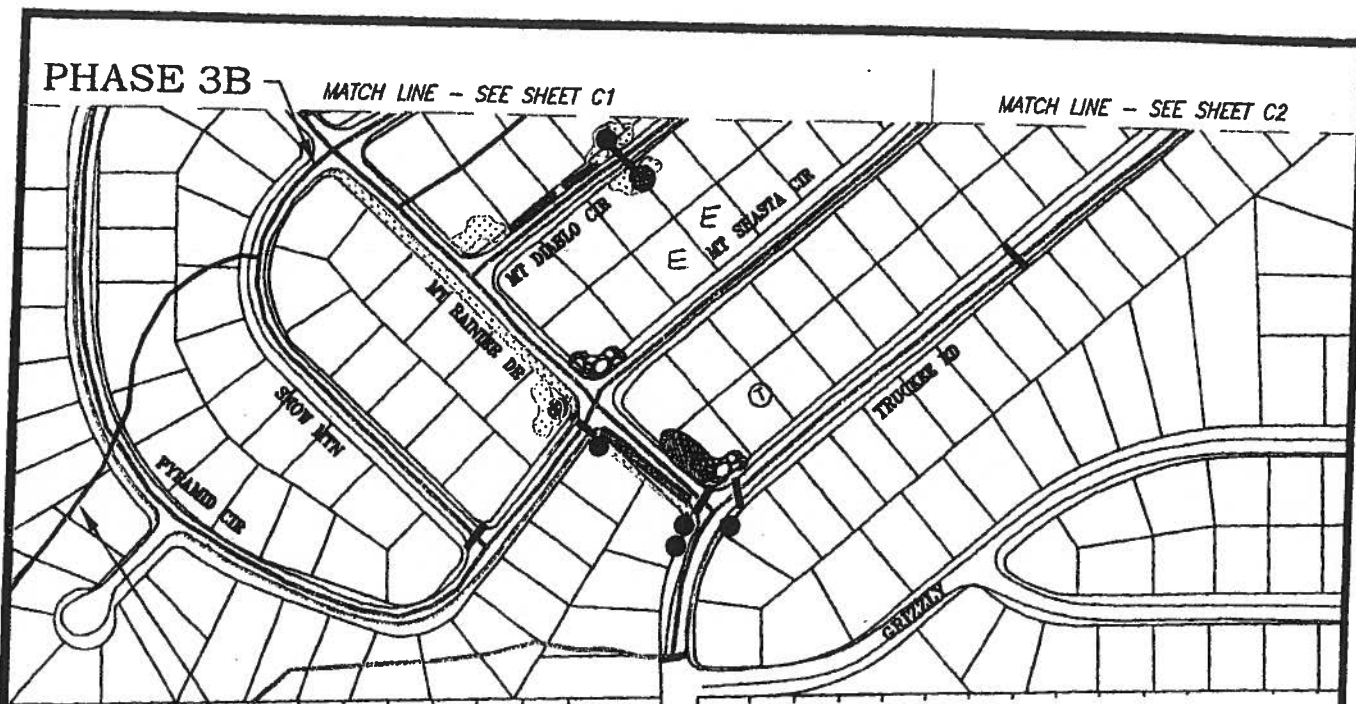 PHASE 3B
MATCH LINE - SEE SHEET C1
MATCH LINE - SEE SHEET C2
MT DIABLO CIR
E
E
MT SHASTA CIR
MT RAINIER DR
SNOW MTN
T
TRUCKEE RD
PYRAMID CIR
GRIZZLY